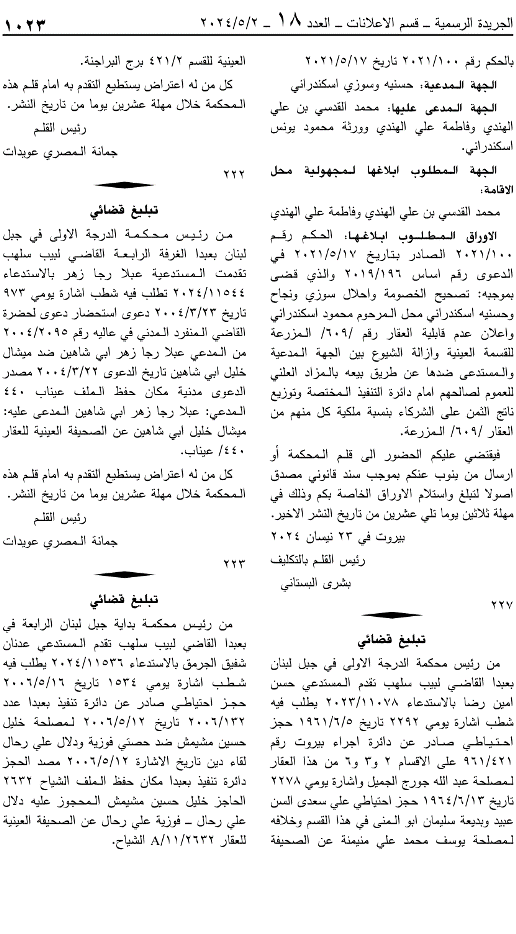 الجريدة الرسمية ــ قسم الاعلانات ــ العدد ١٨ ــ ٢٠٢٤/٥/٢
١٠٢٣
بالحكم رقم ٢٠٢١/١٠٠ تاريخ ٢٠٢١/٥/١٧
الجهة المدعية: حسنيه وسوزي اسكندراني
الجهة المدعى عليها: محمد القدسي بن علي
الهندي وفاطمة علي الهندي وورثة محمود يونس
اسكندراني.
الجهة المطلوب ابلاغها لمجهولية محل
الاقامة:
محمد القدسي بن علي الهندي وفاطمة علي الهندي
الاوراق المطلوب ابلاغها: الحكم رقم
٢٠٢١/١٠٠ الصادر بتاريخ ٢٠٢١/٥/١٧ في
الدعوى رقم اساس ٢٠١٩/١٩٦ والذي قضى
بموجبه: تصحيح الخصومة واحلال سوزي ونجاح
وحسنيه اسكندراني محل المرحوم محمود اسكندراني
واعلان عدم قابلية العقار رقم /٦٠٩/ المزرعة
للقسمة العينية وازالة الشيوع بين الجهة المدعية
والمستدعى ضدها عن طريق بيعه بالمزاد العلني
للعموم لصالحهم امام دائرة التنفيذ المختصة وتوزيع
ناتج الثمن على الشركاء بنسبة ملكية كل منهم من
العقار /٦٠٩/ المزرعة.
فيقتضي عليكم الحضور الى قلم المحكمة أو
ارسال من ينوب عنكم بموجب سند قانوني مصدق
اصولا لتبلغ واستلام الاوراق الخاصة بكم وذلك في
مهلة ثلاثين يوما تلي عشرين من تاريخ النشر الاخير.
بيروت في ٢٣ نيسان ٢٠٢٤
رئيس القلم بالتكليف
بشرى البستاني
٢٢٧
تبليغ قضائي
من رئيس محكمة الدرجة الاولى في جبل لبنان
بعبدا القاضي لبيب سلهب تقدم المستدعي حسن
امين رضا بالاستدعاء ٢٠٢٣/١١٠٧٨ يطلب فيه
شطب اشارة يومي ٢٢٩٢ تاريخ ١٩٦١/٦/٥ حجز
احتياطي صادر عن دائرة اجراء بيروت رقم
٩٦١/٤٢١ على الاقسام ٢ و٣ و٦ من هذا العقار
لمصلحة عبد الله جورج الجميل واشارة يومي ٢٢٧٨
تاريخ ١٩٦٤/٦/١٣ حجز احتياطي علي سعدى السن
عبيد وبديعة سليمان ابو المنى في هذا القسم وخلافه
لمصلحة يوسف محمد علي منيمنة عن الصحيفة
العينية للقسم ٤٢١/٢ برج البراجنة.
كل من له اعتراض يستطيع التقدم به امام قلم هذه
المحكمة خلال مهلة عشرين يوما من تاريخ النشر.
رئيس القلم
جمانة المصري عويدات
٢٢٢
تبليغ قضائي
من رئيس محكمة الدرجة الاولى في جبل
لبنان بعبدا الغرفة الرابعة القاضي لبيب سلهب
تقدمت المستدعية عبلا رجا زهر بالاستدعاء
٢٠٢٤/١١٥٤٤ تطلب فيه شطب اشارة يومي ٩٧٣
تاريخ ٢٠٠٤/٣/٢٣ دعوى استحضار دعوى لحضرة
القاضي المنفرد المدني في عاليه رقم ٢٠٠٤/٢٠٩٥
من المدعي عبلا رجا زهر ابي شاهين ضد ميشال
خليل ابي شاهين تاريخ الدعوى ٢٠٠٤/٣/٢٢ مصدر
الدعوى مدنية مكان حفظ الملف عيناب ٤٤٠
المدعي: عبلا رجا زهر ابي شاهين المدعى عليه:
ميشال خليل ابي شاهين عن الصحيفة العينية للعقار
٤٤٠/ عيناب.
كل من له اعتراض يستطيع التقدم به امام قلم هذه
المحكمة خلال مهلة عشرين يوما من تاريخ النشر.
رئيس القلم
جمانة المصري عويدات
٢٢٣
تبليغ قضائي
من رئيس محكمة بداية جبل لبنان الرابعة في
بعبدا القاضي لبيب سلهب تقدم المستدعي عدنان
شفيق الجرمق بالاستدعاء ٢٠٢٤/١١٥٣٦ يطلب فيه
شطب اشارة يومي ١٥٣٤ تاريخ ٢٠٠٦/٥/١٦
حجز احتياطي صادر عن دائرة تنفيذ بعبدا عدد
٢٠٠٦/١٣٢ تاريخ ٢٠٠٦/٥/١٢ لمصلحة خليل
حسين مشيمش ضد حصتي فوزية ودلال علي رحال
لقاء دين تاريخ الاشارة ٢٠٠٦/٥/١٢ مصد الحجز
دائرة تنفيذ بعبدا مكان حفظ الملف الشياح ٢٦٣٢
الحاجز خليل حسين مشيمش المحجوز عليه دلال
علي رحال ــ فوزية علي رحال عن الصحيفة العينية
للعقار ٢٦٣٢/١١/A الشياح.